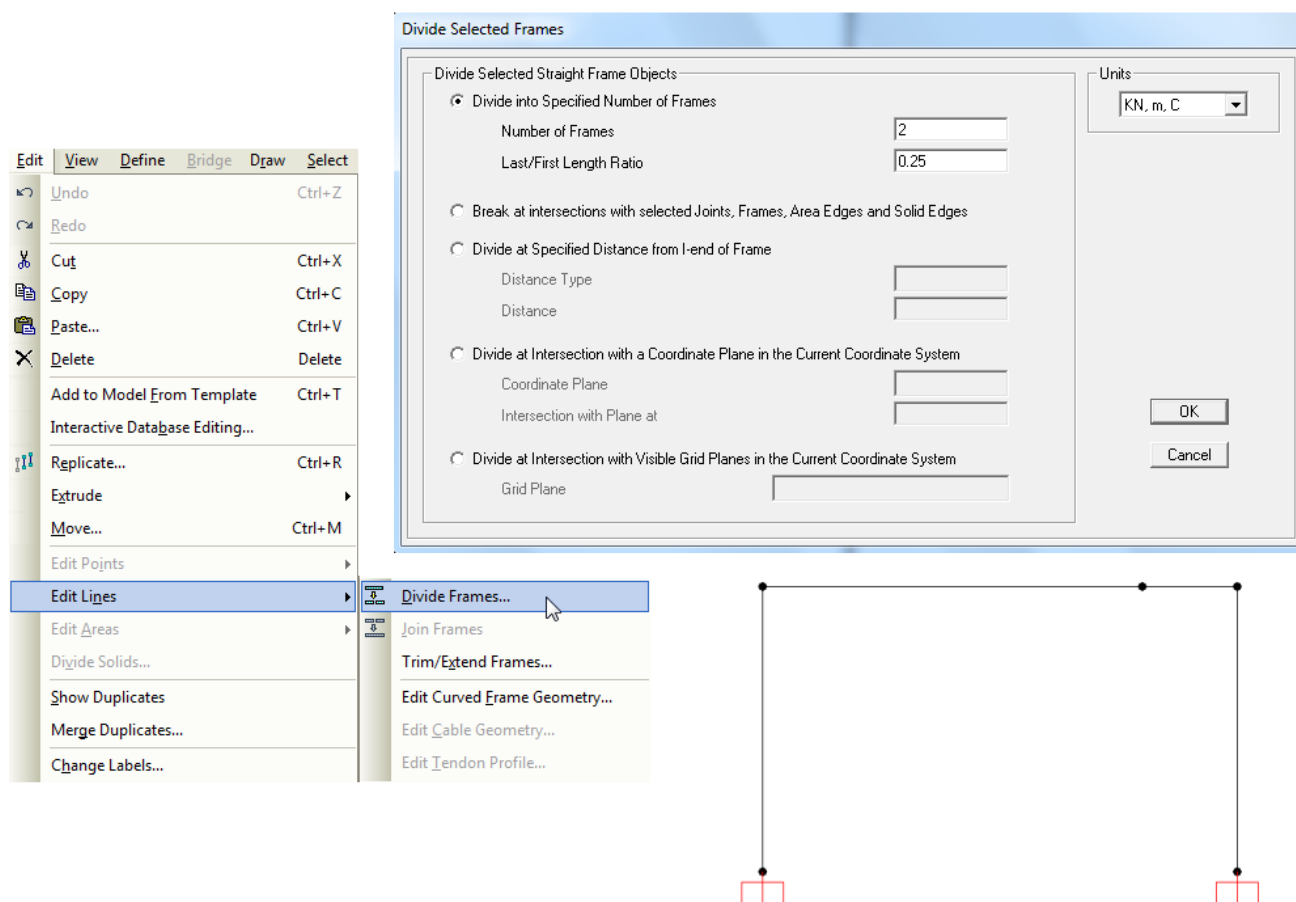 Divide Selected Frames
Divide Selected Straight Frame Objects
Divide into Specified Number of Frames
Number of Frames 2
Last/First Length Ratio 0.25
Break at intersections with selected Joints, Frames, Area Edges and Solid Edges
Divide at Specified Distance from I-end of Frame
Distance Type
Distance
Divide at Intersection with a Coordinate Plane in the Current Coordinate System
Coordinate Plane
Intersection with Plane at
Divide at Intersection with Visible Grid Planes in the Current Coordinate System
Grid Plane
Units
KN, m, C
OK
Cancel
Edit View Define Bridge Draw Select
Undo Ctrl+Z
Redo
Cut Ctrl+X
Copy Ctrl+C
Paste... Ctrl+V
Delete Delete
Add to Model From Template Ctrl+T
Interactive Database Editing...
Replicate... Ctrl+R
Extrude
Move... Ctrl+M
Edit Points
Edit Lines
Edit Areas
Divide Solids...
Show Duplicates
Merge Duplicates...
Change Labels...
Divide Frames...
Join Frames
Trim/Extend Frames...
Edit Curved Frame Geometry...
Edit Cable Geometry...
Edit Tendon Profile...